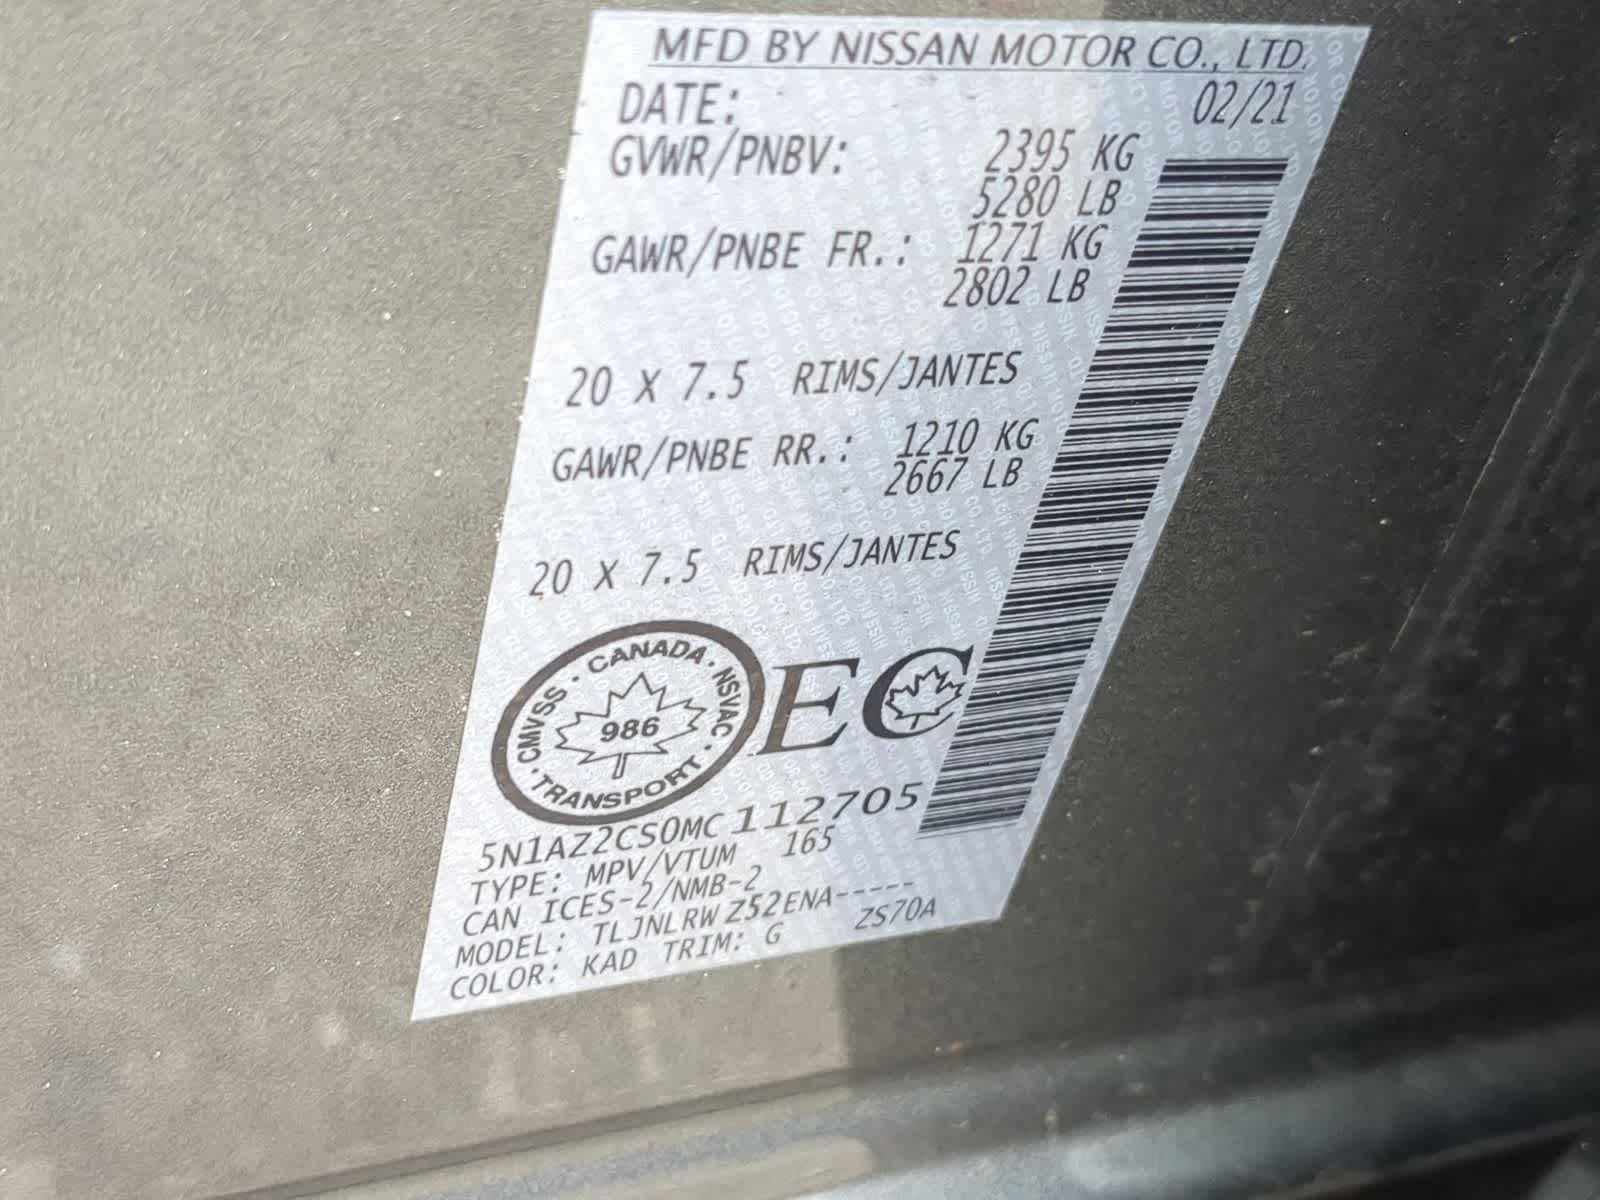 MFD BY NISSAN MOTOR CO., LTD.
DATE: 02/21
GVWR/PNBV: 2395 KG
5280 LB
GAWR/PNBE FR.: 1271 KG
2802 LB
20 X 7.5 RIMS/JANTES
GAWR/PNBE RR.: 1210 KG
2667 LB
20 X 7.5 RIMS/JANTES
CMVSS · CANADA · NSVAC
986
· TRANSPORT ·
EC
5N1AZ2CS0MC112705
TYPE: MPV/VTUM 165
CAN ICES-2/NMB-2
MODEL: TLJNLRWZ52ENA-----
COLOR: KAD TRIM: G ZS70A